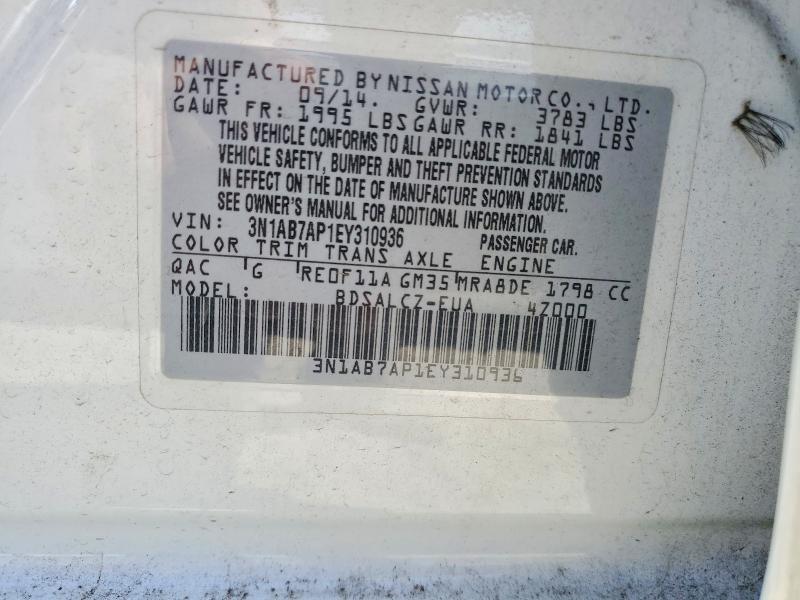 MANUFACTURED BY NISSAN MOTOR CO., LTD.
DATE: 09/14. GVWR: 3783 LBS
GAWR FR: 1995 LBS GAWR RR: 1841 LBS
THIS VEHICLE CONFORMS TO ALL APPLICABLE FEDERAL MOTOR
VEHICLE SAFETY, BUMPER AND THEFT PREVENTION STANDARDS
IN EFFECT ON THE DATE OF MANUFACTURE SHOWN ABOVE.
SEE OWNER'S MANUAL FOR ADDITIONAL INFORMATION.
VIN: 3N1AB7AP1EY310936 PASSENGER CAR.
COLOR TRIM TRANS AXLE ENGINE
QAC G RE0F11A GM35 MRA8DE 1798 CC
MODEL: BDSALCZ-EUA 4Z000
3N1AB7AP1EY310936